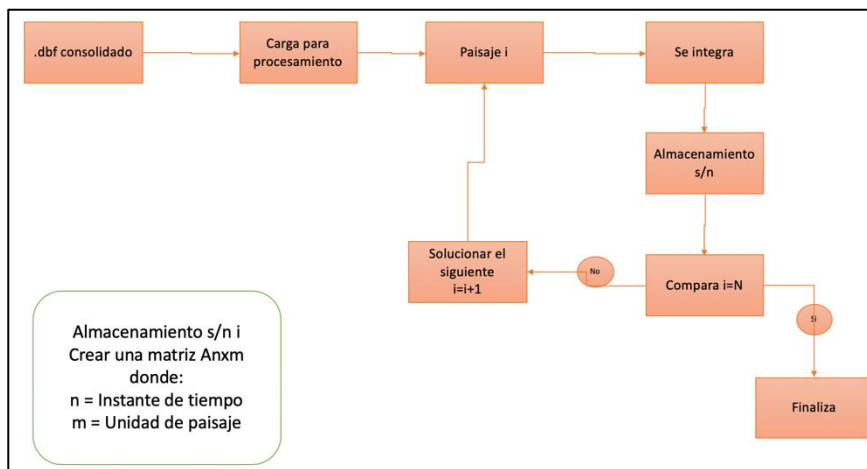 .dbf consolidado
Carga para
procesamiento
Paisaje i
Se integra
Almacenamiento
s/n
Solucionar el
siguiente
i=i+1
No
Compara i=N
Si
Finaliza
Almacenamiento s/n i
Crear una matriz Anxm
donde:
n = Instante de tiempo
m = Unidad de paisaje